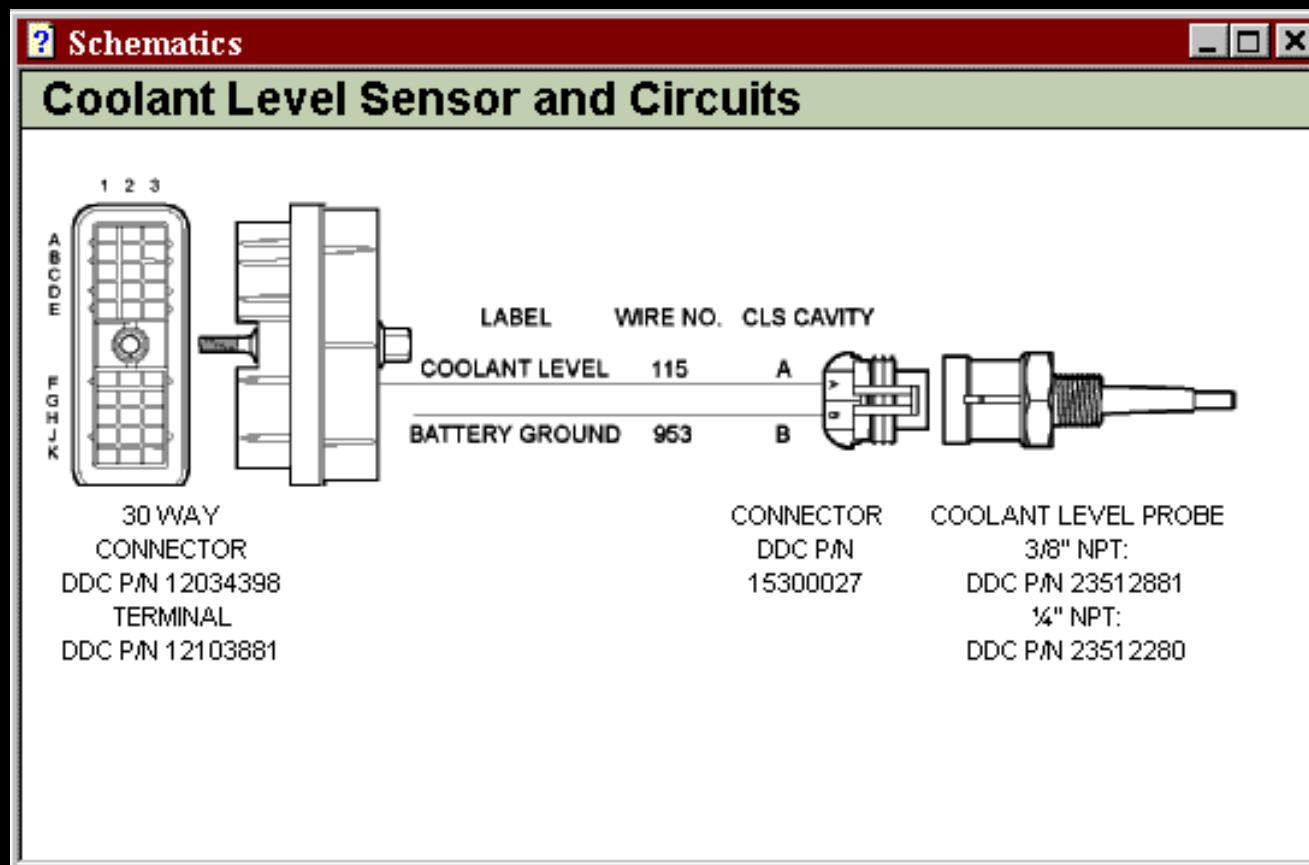 Schematics
Coolant Level Sensor and Circuits
1 2 3
A
B
C
D
E
F
G
H
J
K
LABEL WIRE NO. CLS CAVITY
COOLANT LEVEL 115 A
BATTERY GROUND 953 B
A
B
30 WAY
CONNECTOR
DDC P/N 12034398
TERMINAL
DDC P/N 12103881
CONNECTOR
DDC P/N
15300027
COOLANT LEVEL PROBE
3/8" NPT:
DDC P/N 23512881
¼" NPT:
DDC P/N 23512280